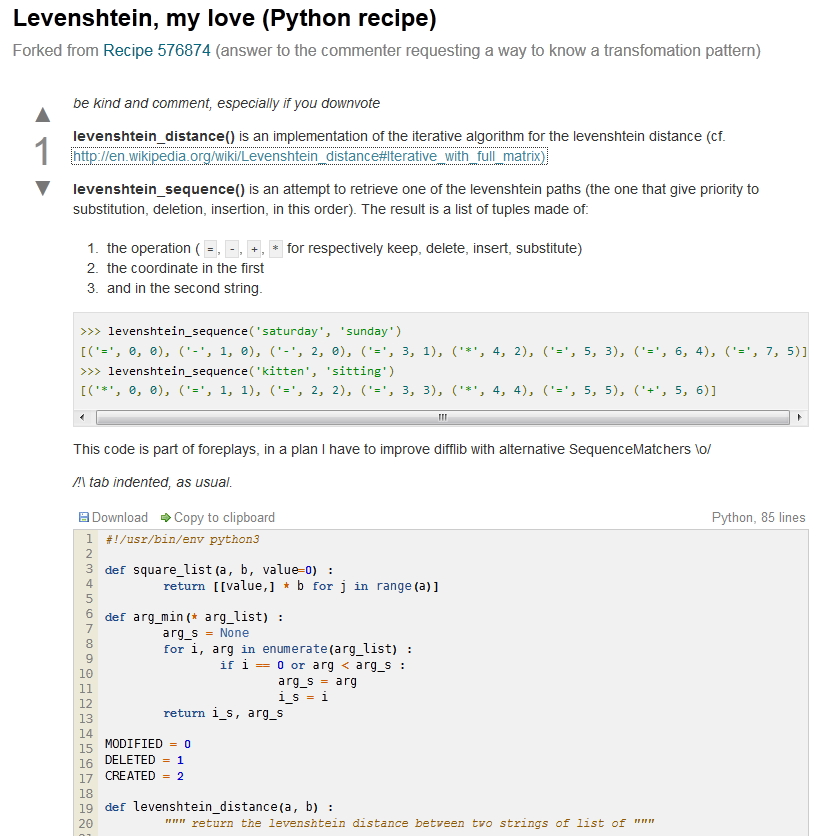 Levenshtein, my love (Python recipe)
Forked from Recipe 576874 (answer to the commenter requesting a way to know a transfomation pattern)
be kind and comment, especially if you downvote
1
levenshtein_distance() is an implementation of the iterative algorithm for the levenshtein distance (cf.
http://en.wikipedia.org/wiki/Levenshtein_distance#Iterative_with_full_matrix)
levenshtein_sequence() is an attempt to retrieve one of the levenshtein paths (the one that give priority to
substitution, deletion, insertion, in this order). The result is a list of tuples made of:
1. the operation ( =, -, +, * for respectively keep, delete, insert, substitute)
2. the coordinate in the first
3. and in the second string.
>>> levenshtein_sequence('saturday', 'sunday')
[('=', 0, 0), ('-', 1, 0), ('-', 2, 0), ('=', 3, 1), ('*', 4, 2), ('=', 5, 3), ('=', 6, 4), ('=', 7, 5)]
>>> levenshtein_sequence('kitten', 'sitting')
[('*', 0, 0), ('=', 1, 1), ('=', 2, 2), ('=', 3, 3), ('*', 4, 4), ('=', 5, 5), ('+', 5, 6)]
This code is part of foreplays, in a plan I have to improve difflib with alternative SequenceMatchers \o/
/!\ tab indented, as usual.
Download Copy to clipboard Python, 85 lines
1 #!/usr/bin/env python3
2
3 def square_list(a, b, value=0) :
4 return [[value,] * b for j in range(a)]
5
6 def arg_min(* arg_list) :
7 arg_s = None
8 for i, arg in enumerate(arg_list) :
9 if i == 0 or arg < arg_s :
10 arg_s = arg
11 i_s = i
12 return i_s, arg_s
13
14
15 MODIFIED = 0
16 DELETED = 1
17 CREATED = 2
18
19 def levenshtein_distance(a, b) :
20 """ return the levenshtein distance between two strings of list of """